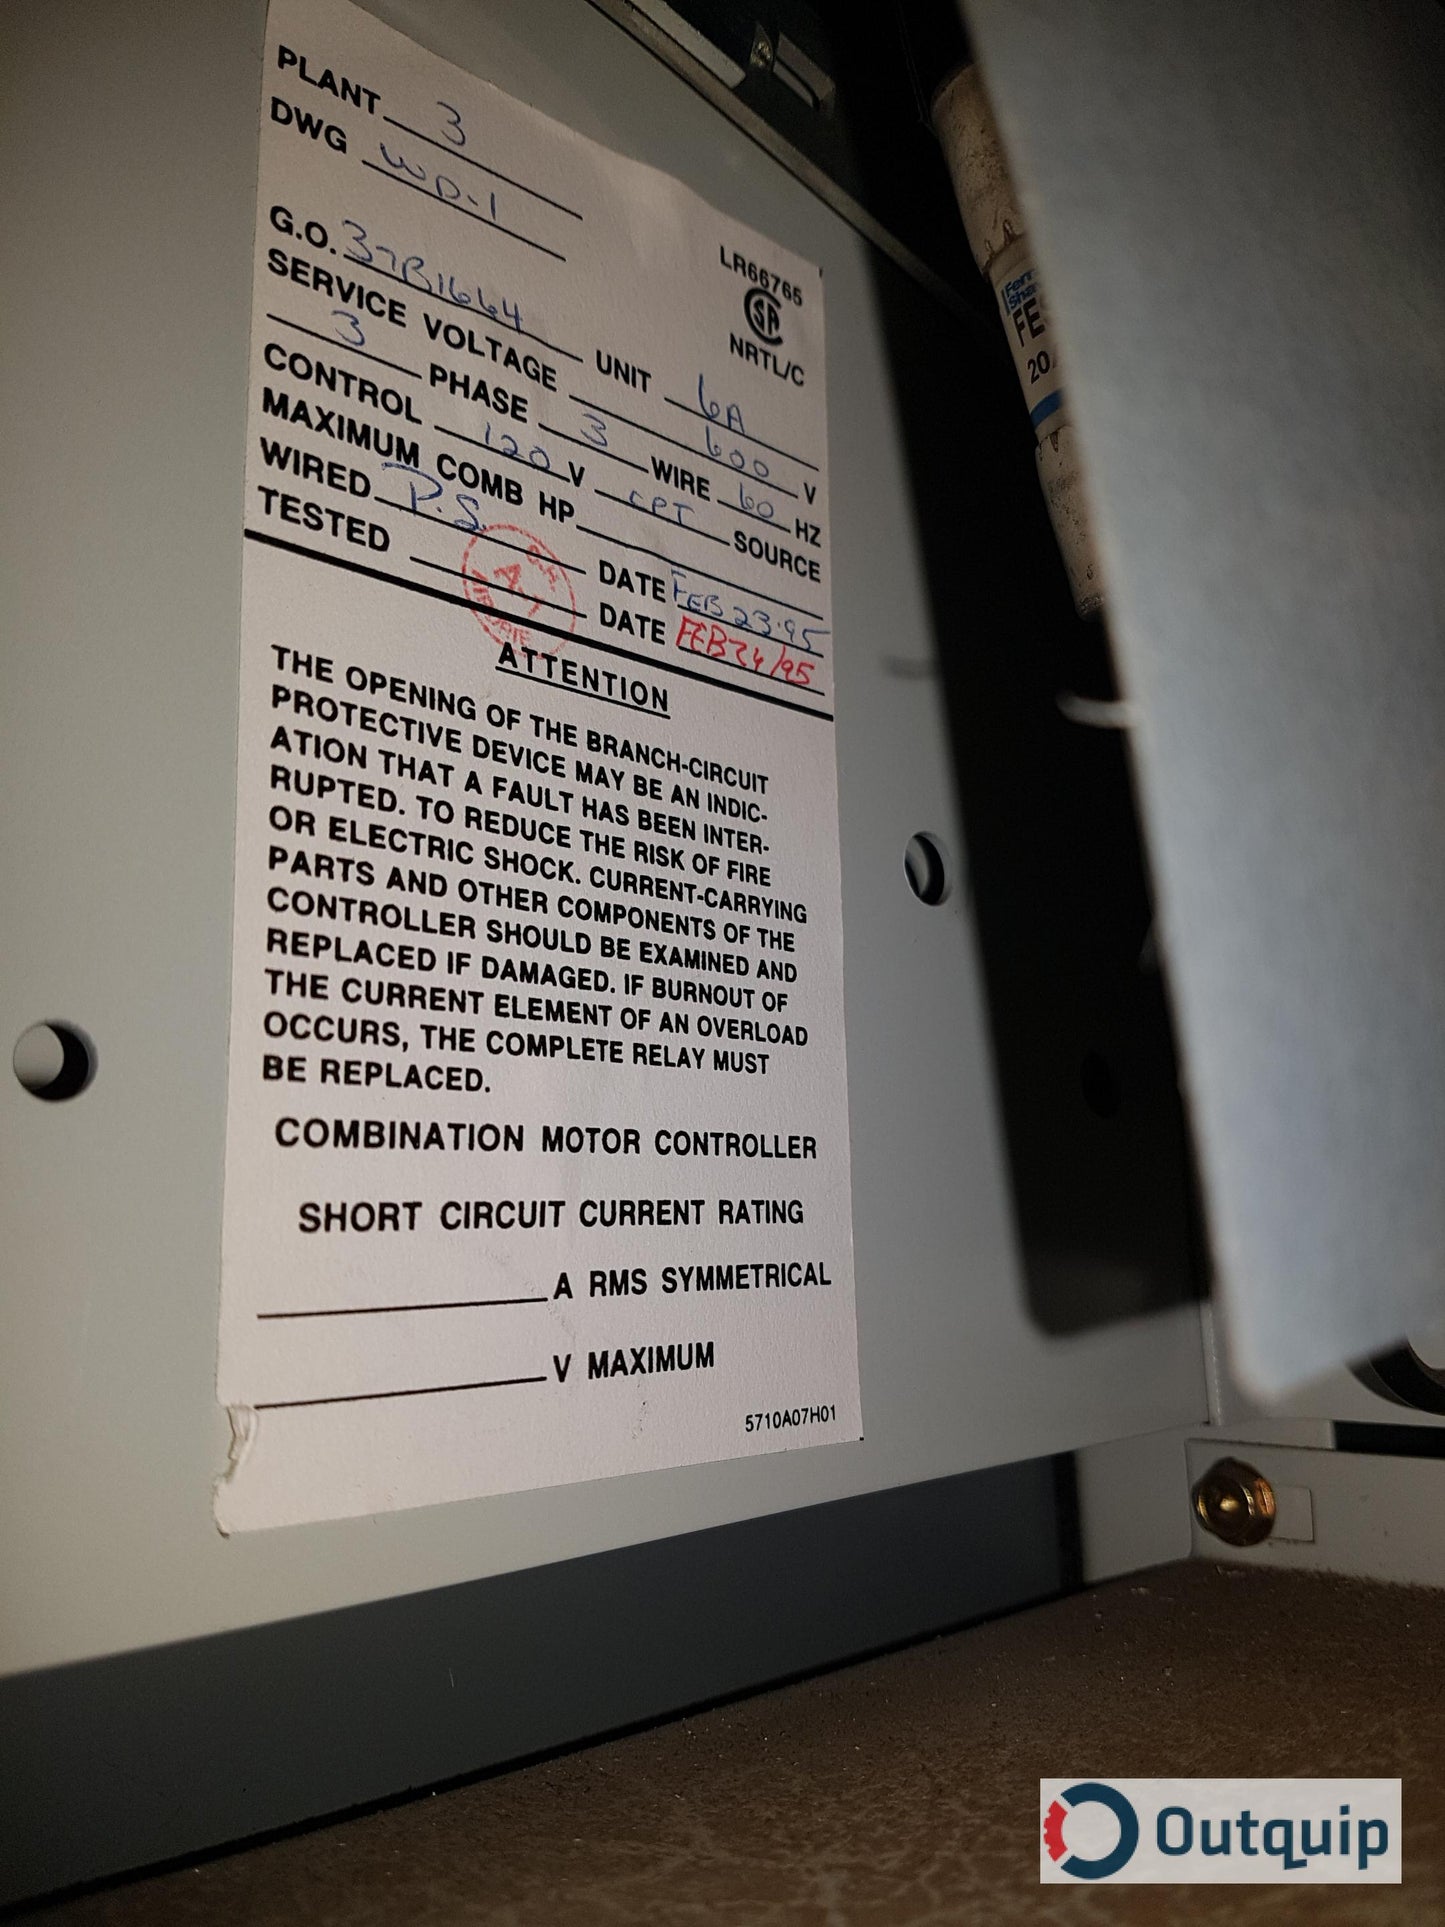 PLANT 3
DWG WD-1
LR66765
SA
NRTL/C
G.O. 37B1664 UNIT 6A
SERVICE VOLTAGE 600 V
3 PHASE 3 WIRE 60 HZ
CONTROL 120 V CPT SOURCE
MAXIMUM COMB HP
WIRED P.S. DATE FEB 23.95
TESTED DATE FEB 24/95
ATTENTION
THE OPENING OF THE BRANCH-CIRCUIT
PROTECTIVE DEVICE MAY BE AN INDIC-
ATION THAT A FAULT HAS BEEN INTER-
RUPTED. TO REDUCE THE RISK OF FIRE
OR ELECTRIC SHOCK. CURRENT-CARRYING
PARTS AND OTHER COMPONENTS OF THE
CONTROLLER SHOULD BE EXAMINED AND
REPLACED IF DAMAGED. IF BURNOUT OF
THE CURRENT ELEMENT OF AN OVERLOAD
OCCURS, THE COMPLETE RELAY MUST
BE REPLACED.
COMBINATION MOTOR CONTROLLER
SHORT CIRCUIT CURRENT RATING
A RMS SYMMETRICAL
V MAXIMUM
5710A07H01
Outquip